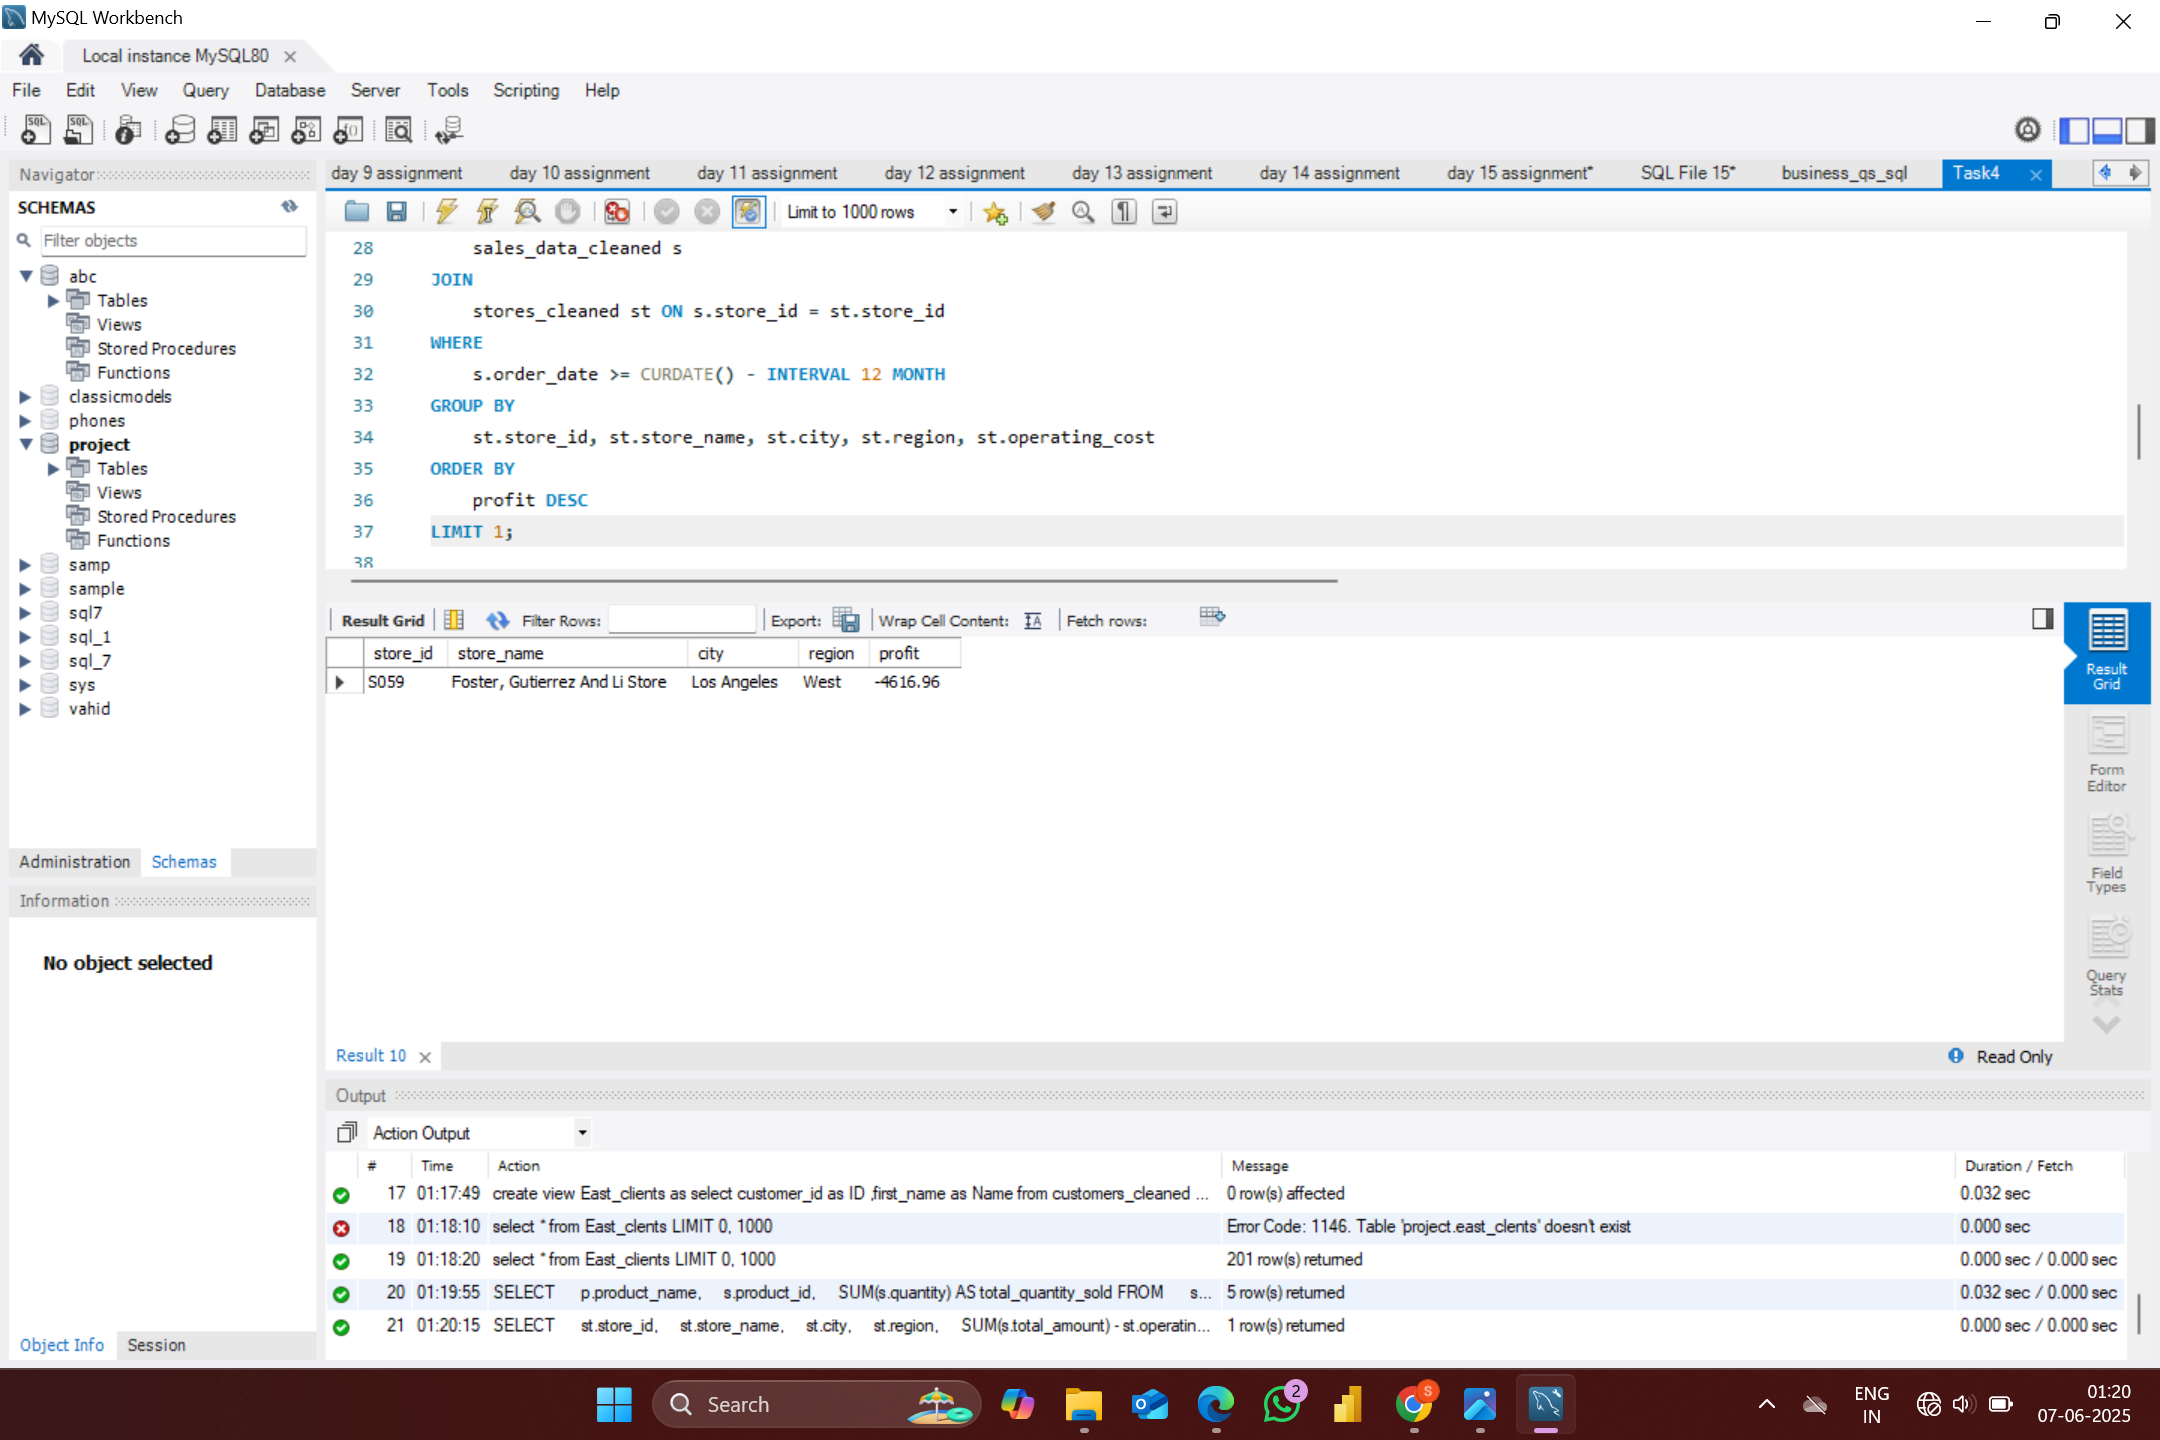 MySQL Workbench
Local instance MySQL80
File Edit View Query Database Server Tools Scripting Help
Navigator
SCHEMAS
Filter objects
abc
Tables
Views
Stored Procedures
Functions
classicmodels
phones
project
Tables
Views
Stored Procedures
Functions
samp
sample
sql7
sql_1
sql_7
sys
vahid
Administration Schemas
Information
No object selected
Object Info Session
day 9 assignment day 10 assignment day 11 assignment day 12 assignment day 13 assignment day 14 assignment day 15 assignment* SQL File 15* business_qs_sql Task4
Limit to 1000 rows
28 sales_data_cleaned s
29 JOIN
30 stores_cleaned st ON s.store_id = st.store_id
31 WHERE
32 s.order_date >= CURDATE() - INTERVAL 12 MONTH
33 GROUP BY
34 st.store_id, st.store_name, st.city, st.region, st.operating_cost
35 ORDER BY
36 profit DESC
37 LIMIT 1;
38
Result Grid Filter Rows: Export: Wrap Cell Content: Fetch rows:
store_id store_name city region profit
S059 Foster, Gutierrez And Li Store Los Angeles West -4616.96
Result Grid
Form Editor
Field Types
Query Stats
Result 10 Read Only
Output
Action Output
# Time Action Message Duration / Fetch
17 01:17:49 create view East_clients as select customer_id as ID ,first_name as Name from customers_cleaned ... 0 row(s) affected 0.032 sec
18 01:18:10 select * from East_clents LIMIT 0, 1000 Error Code: 1146. Table 'project.east_clents' doesn't exist 0.000 sec
19 01:18:20 select * from East_clients LIMIT 0, 1000 201 row(s) returned 0.000 sec / 0.000 sec
20 01:19:55 SELECT p.product_name, s.product_id, SUM(s.quantity) AS total_quantity_sold FROM s... 5 row(s) returned 0.032 sec / 0.000 sec
21 01:20:15 SELECT st.store_id, st.store_name, st.city, st.region, SUM(s.total_amount) - st.operatin... 1 row(s) returned 0.000 sec / 0.000 sec
Search
2
S
ENG
IN
01:20
07-06-2025